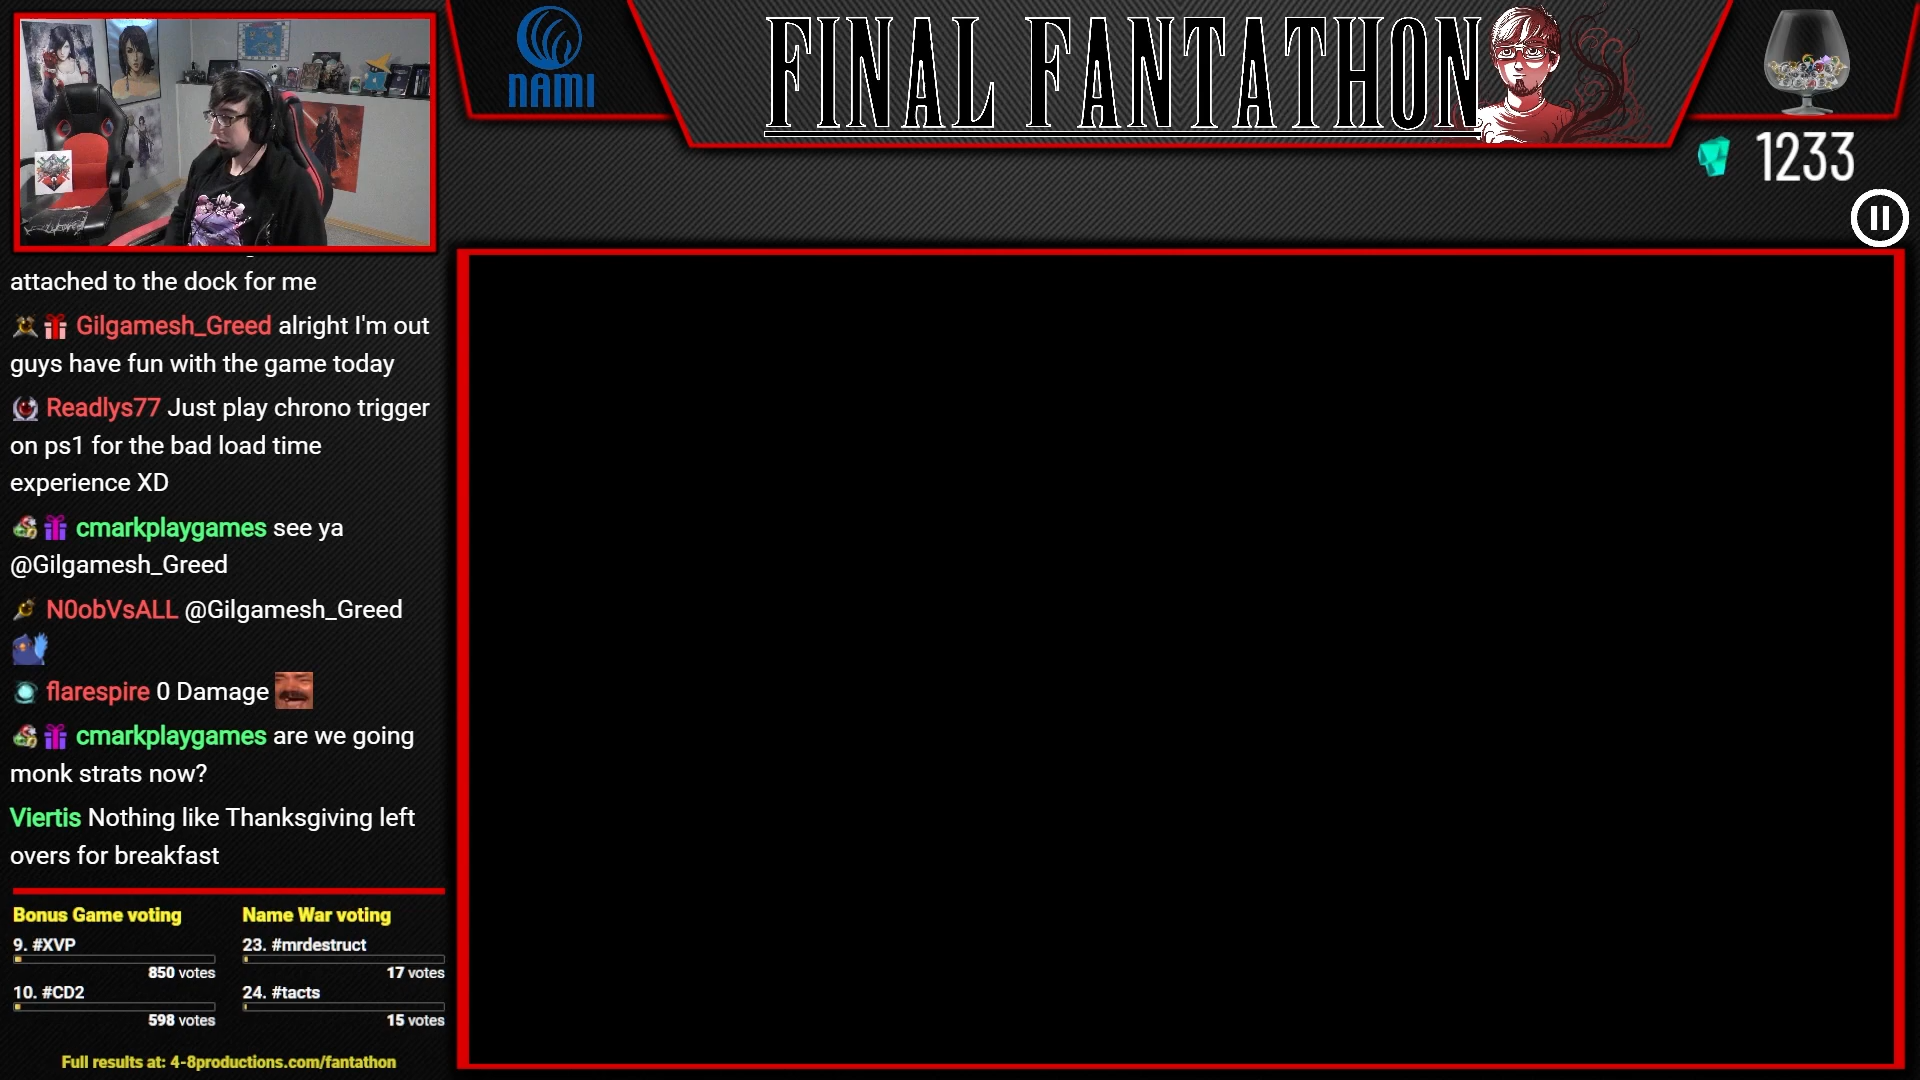 NAMI
FINAL FANTATHON
1233
attached to the dock for me
Gilgamesh_Greed alright I'm out
guys have fun with the game today
Readlys77 Just play chrono trigger
on ps1 for the bad load time
experience XD
cmarkplaygames see ya
@Gilgamesh_Greed
N0obVsALL @Gilgamesh_Greed
flarespire 0 Damage
cmarkplaygames are we going
monk strats now?
Viertis Nothing like Thanksgiving left
overs for breakfast
Bonus Game voting
9. #XVP
850 votes
10. #CD2
598 votes
Name War voting
23. #mrdestruct
17 votes
24. #tacts
15 votes
Full results at: 4-8productions.com/fantathon